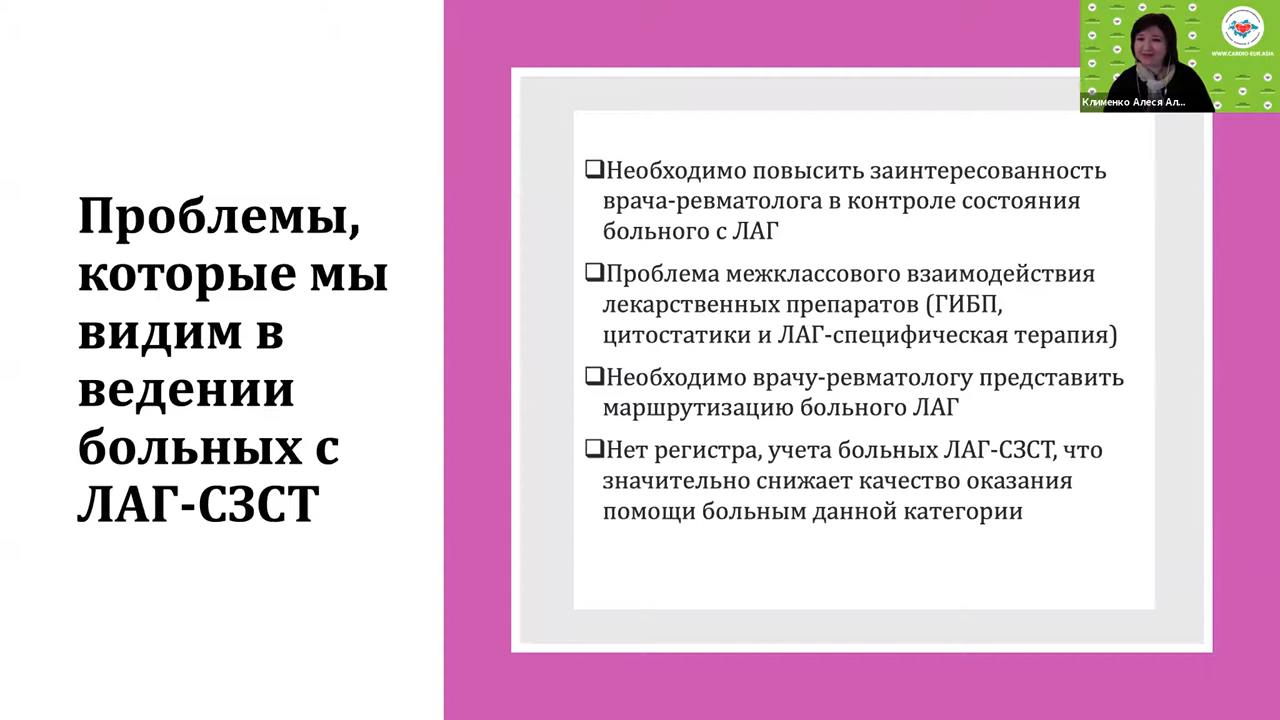 Проблемы,
которые мы
видим в
ведении
больных с
ЛАГ-СЗСТ
❑Необходимо повысить заинтересованность
врача-ревматолога в контроле состояния
больного с ЛАГ
❑Проблема межклассового взаимодействия
лекарственных препаратов (ГИБП,
цитостатики и ЛАГ-специфическая терапия)
❑Необходимо врачу-ревматологу представить
маршрутизацию больного ЛАГ
❑Нет регистра, учета больных ЛАГ-СЗСТ, что
значительно снижает качество оказания
помощи больным данной категории
WWW.CARDIO-EUR.ASIA
Клименко Алеся Ал...